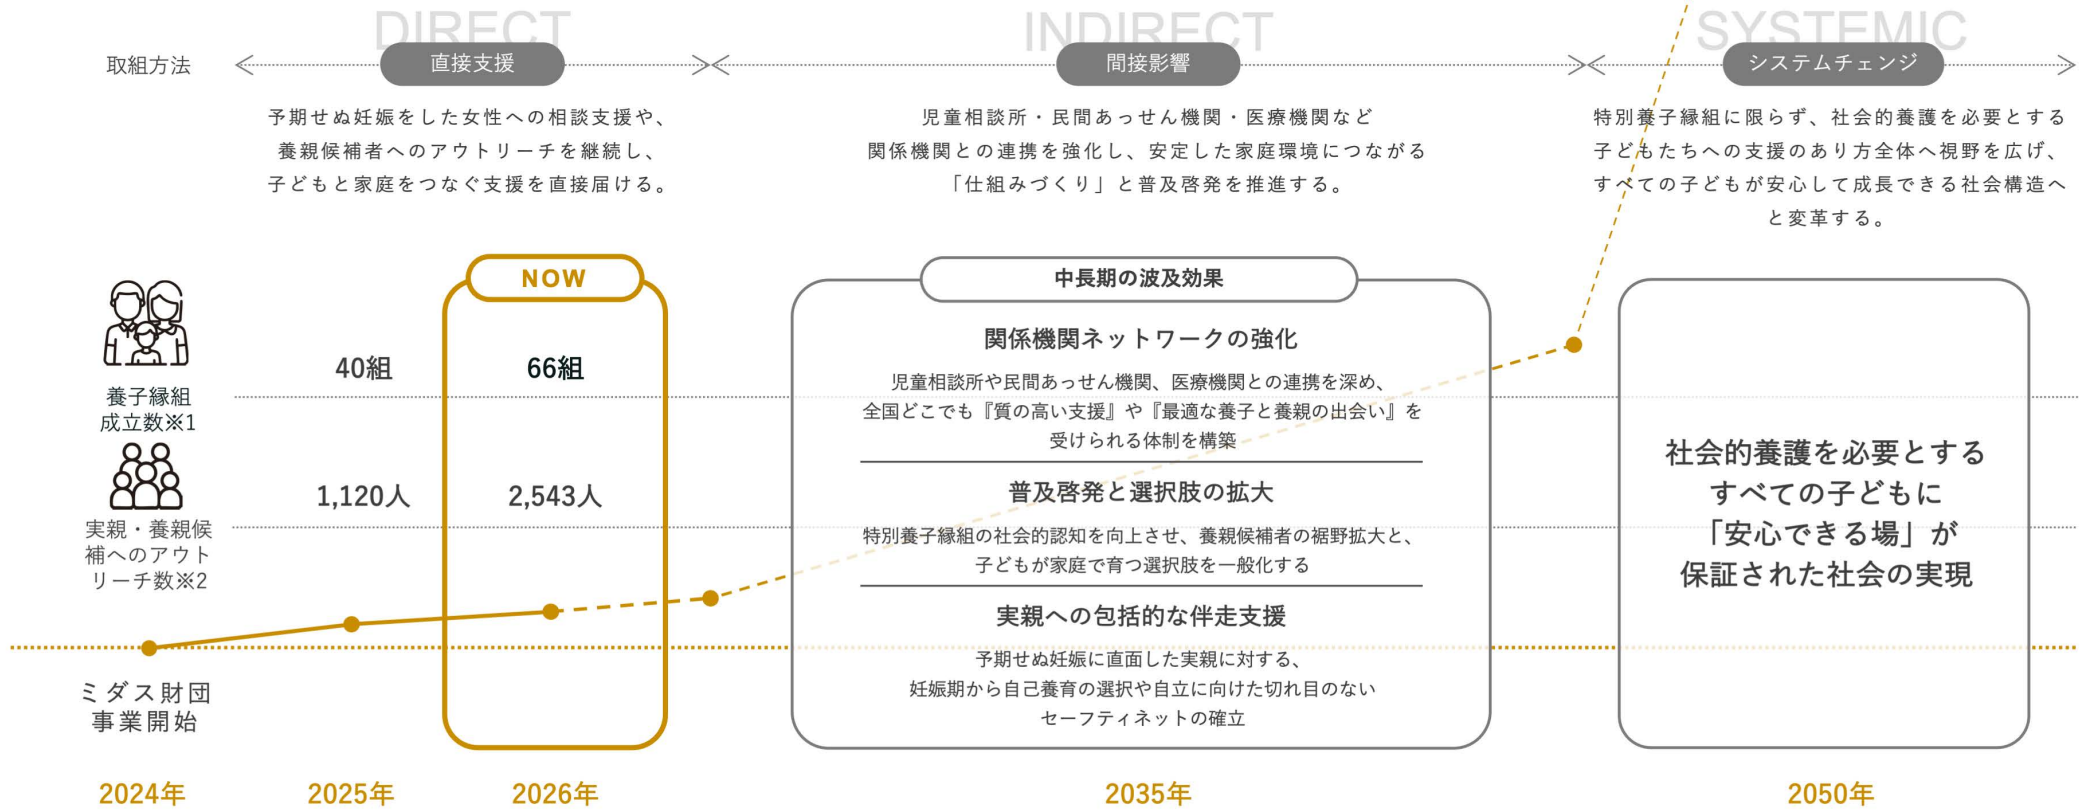 DIRECT
INDIRECT
SYSTEMIC
取組方法
直接支援
間接影響
システムチェンジ
予期せぬ妊娠をした女性への相談支援や、
養親候補者へのアウトリーチを継続し、
子どもと家庭をつなぐ支援を直接届ける。
児童相談所・民間あっせん機関・医療機関など
関係機関との連携を強化し、安定した家庭環境につながる
「仕組みづくり」と普及啓発を推進する。
特別養子縁組に限らず、社会的養護を必要とする
子どもたちへの支援のあり方全体へ視野を広げ、
すべての子どもが安心して成長できる社会構造へ
と変革する。
NOW
養子縁組
成立数※1
40組
66組
実親・養親候
補へのアウト
リーチ数※2
1,120人
2,543人
中長期の波及効果
関係機関ネットワークの強化
児童相談所や民間あっせん機関、医療機関との連携を深め、
全国どこでも『質の高い支援』や『最適な養子と養親の出会い』を
受けられる体制を構築
普及啓発と選択肢の拡大
特別養子縁組の社会的認知を向上させ、養親候補者の裾野拡大と、
子どもが家庭で育つ選択肢を一般化する
実親への包括的な伴走支援
予期せぬ妊娠に直面した実親に対する、
妊娠期から自己養育の選択や自立に向けた切れ目のない
セーフティネットの確立
社会的養護を必要とする
すべての子どもに
「安心できる場」が
保証された社会の実現
ミダス財団
事業開始
2024年
2025年
2026年
2035年
2050年